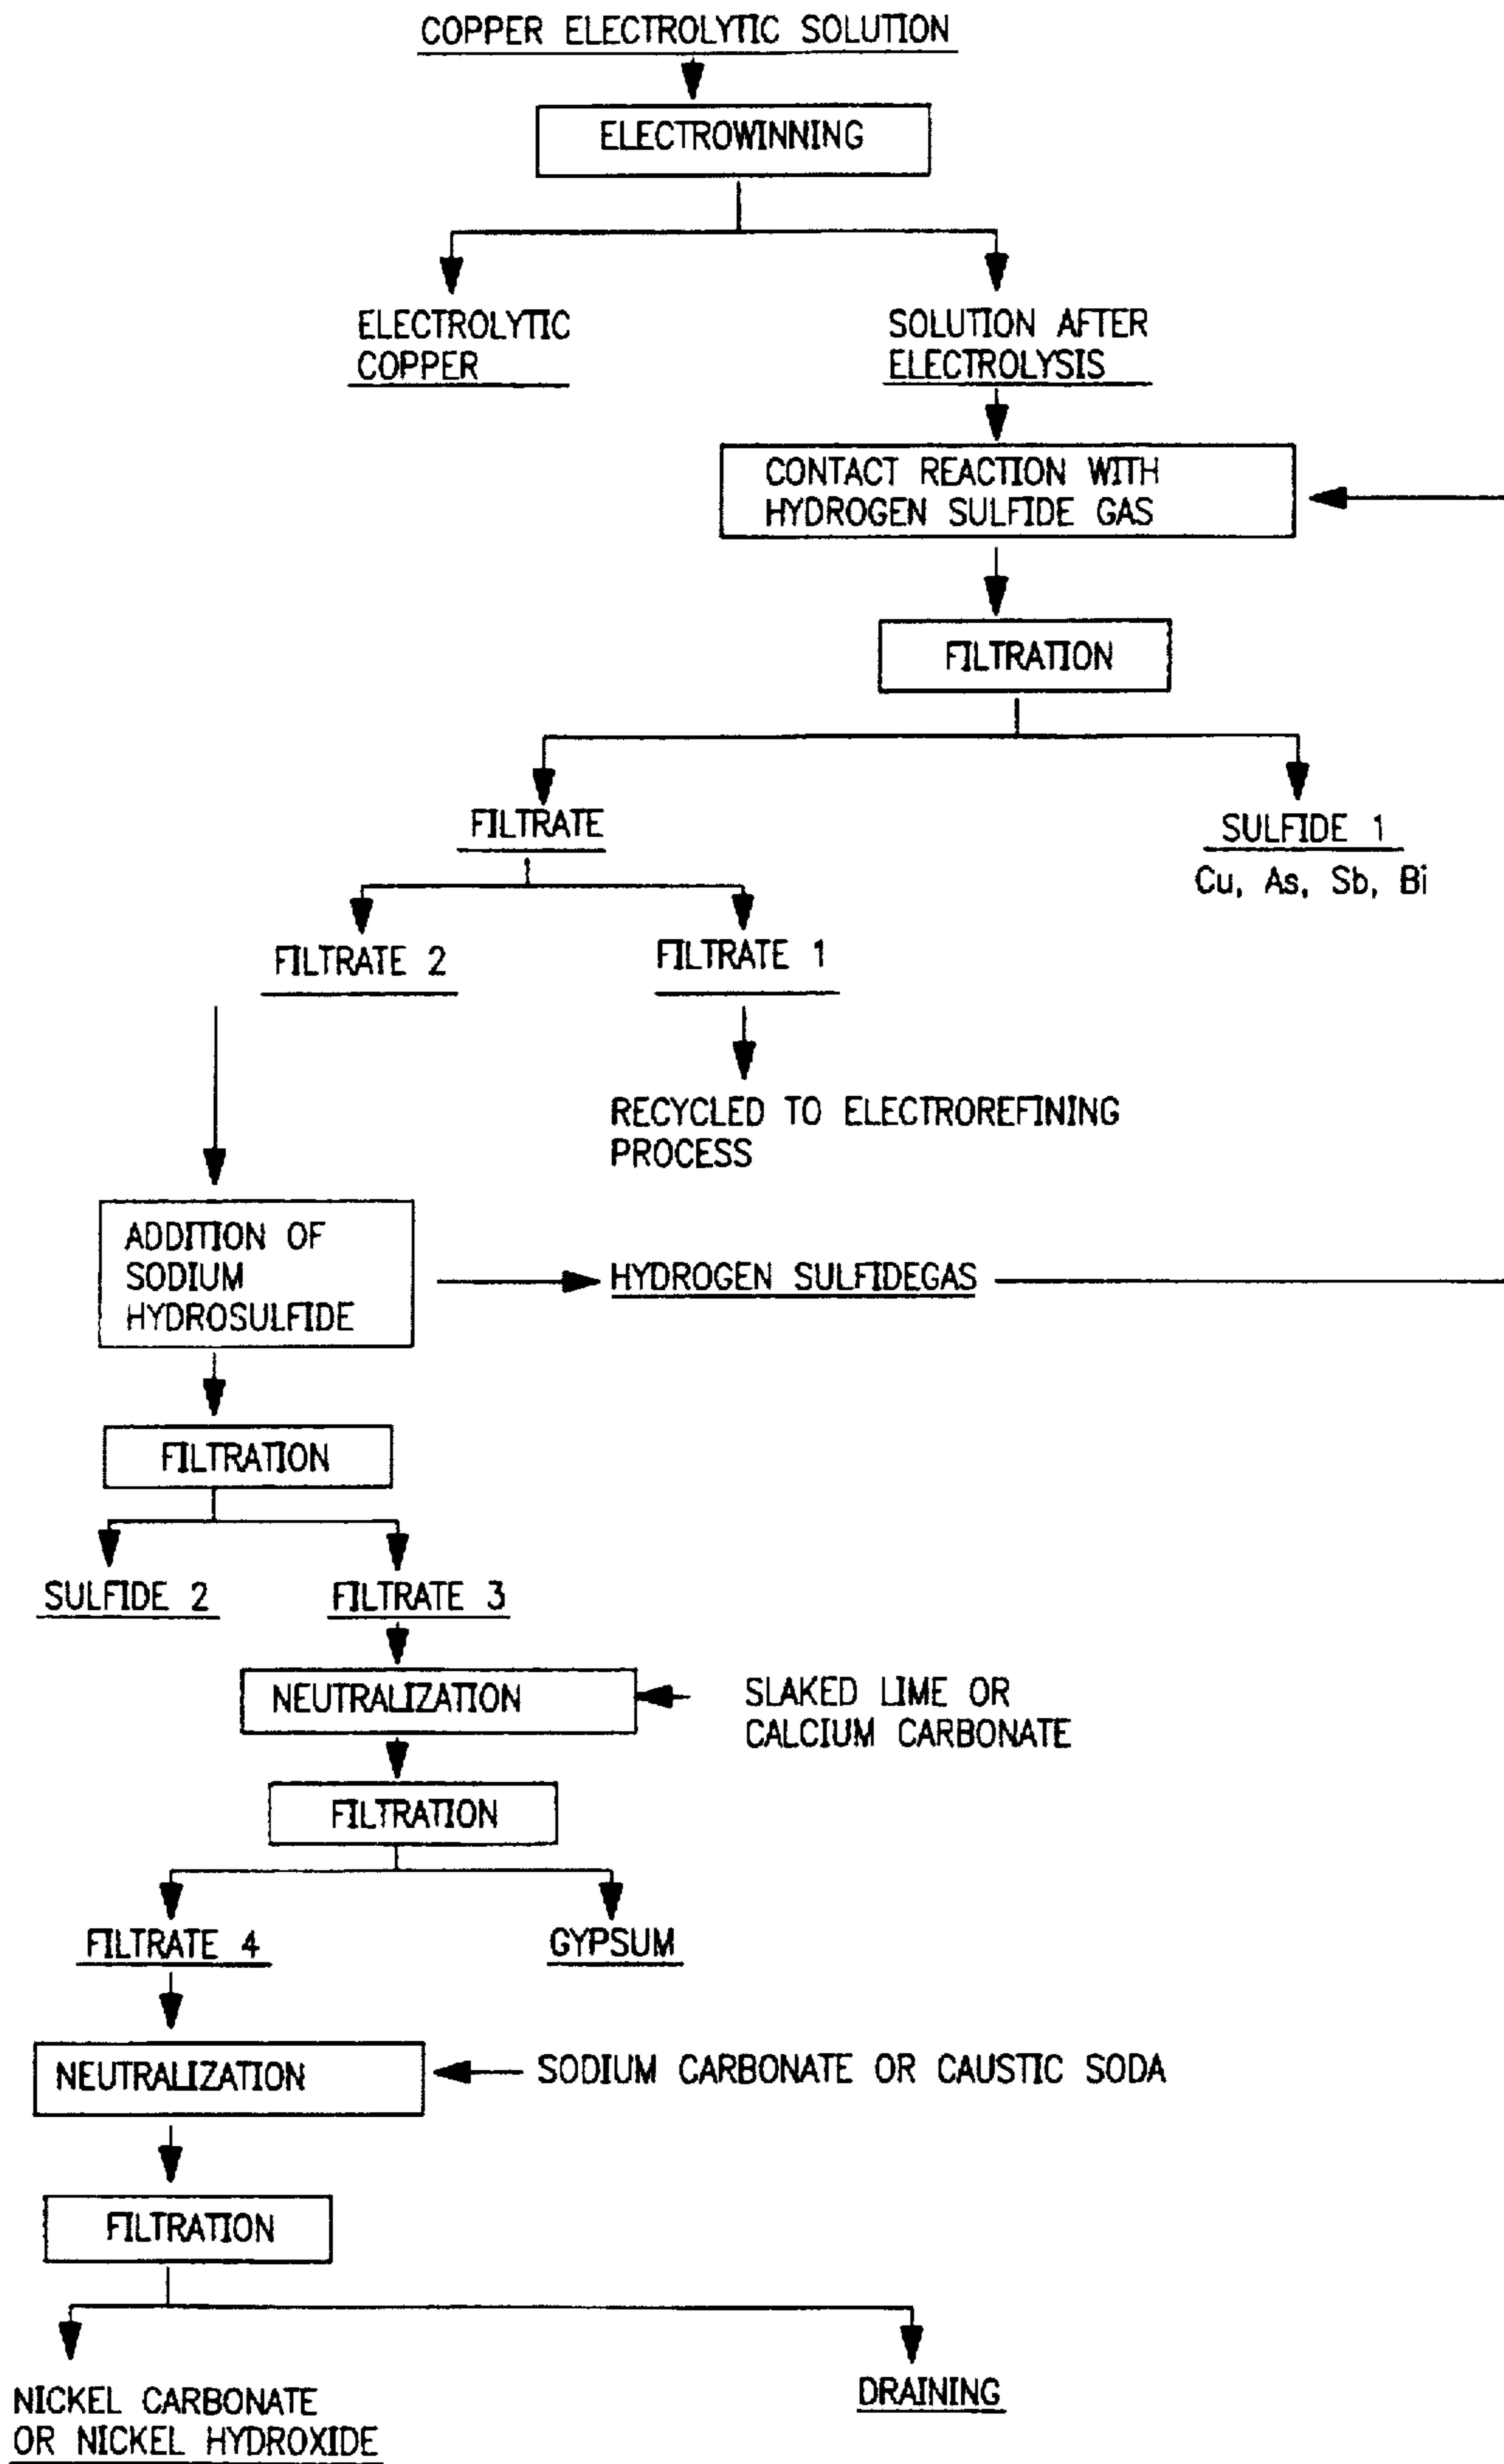 COPPER ELECTROLYTIC SOLUTION
ELECTROWINNING
ELECTROLYTIC
COPPER
SOLUTION AFTER
ELECTROLYSIS
CONTACT REACTION WITH
HYDROGEN SULFIDE GAS
FILTRATION
FILTRATE
SULFIDE 1
Cu, As, Sb, Bi
FILTRATE 2
FILTRATE 1
RECYCLED TO ELECTROREFINING
PROCESS
ADDITION OF
SODIUM
HYDROSULFIDE
HYDROGEN SULFIDEGAS
FILTRATION
SULFIDE 2
FILTRATE 3
NEUTRALIZATION
SLAKED LIME OR
CALCIUM CARBONATE
FILTRATION
FILTRATE 4
GYPSUM
NEUTRALIZATION
SODIUM CARBONATE OR CAUSTIC SODA
FILTRATION
NICKEL CARBONATE
OR NICKEL HYDROXIDE
DRAINING